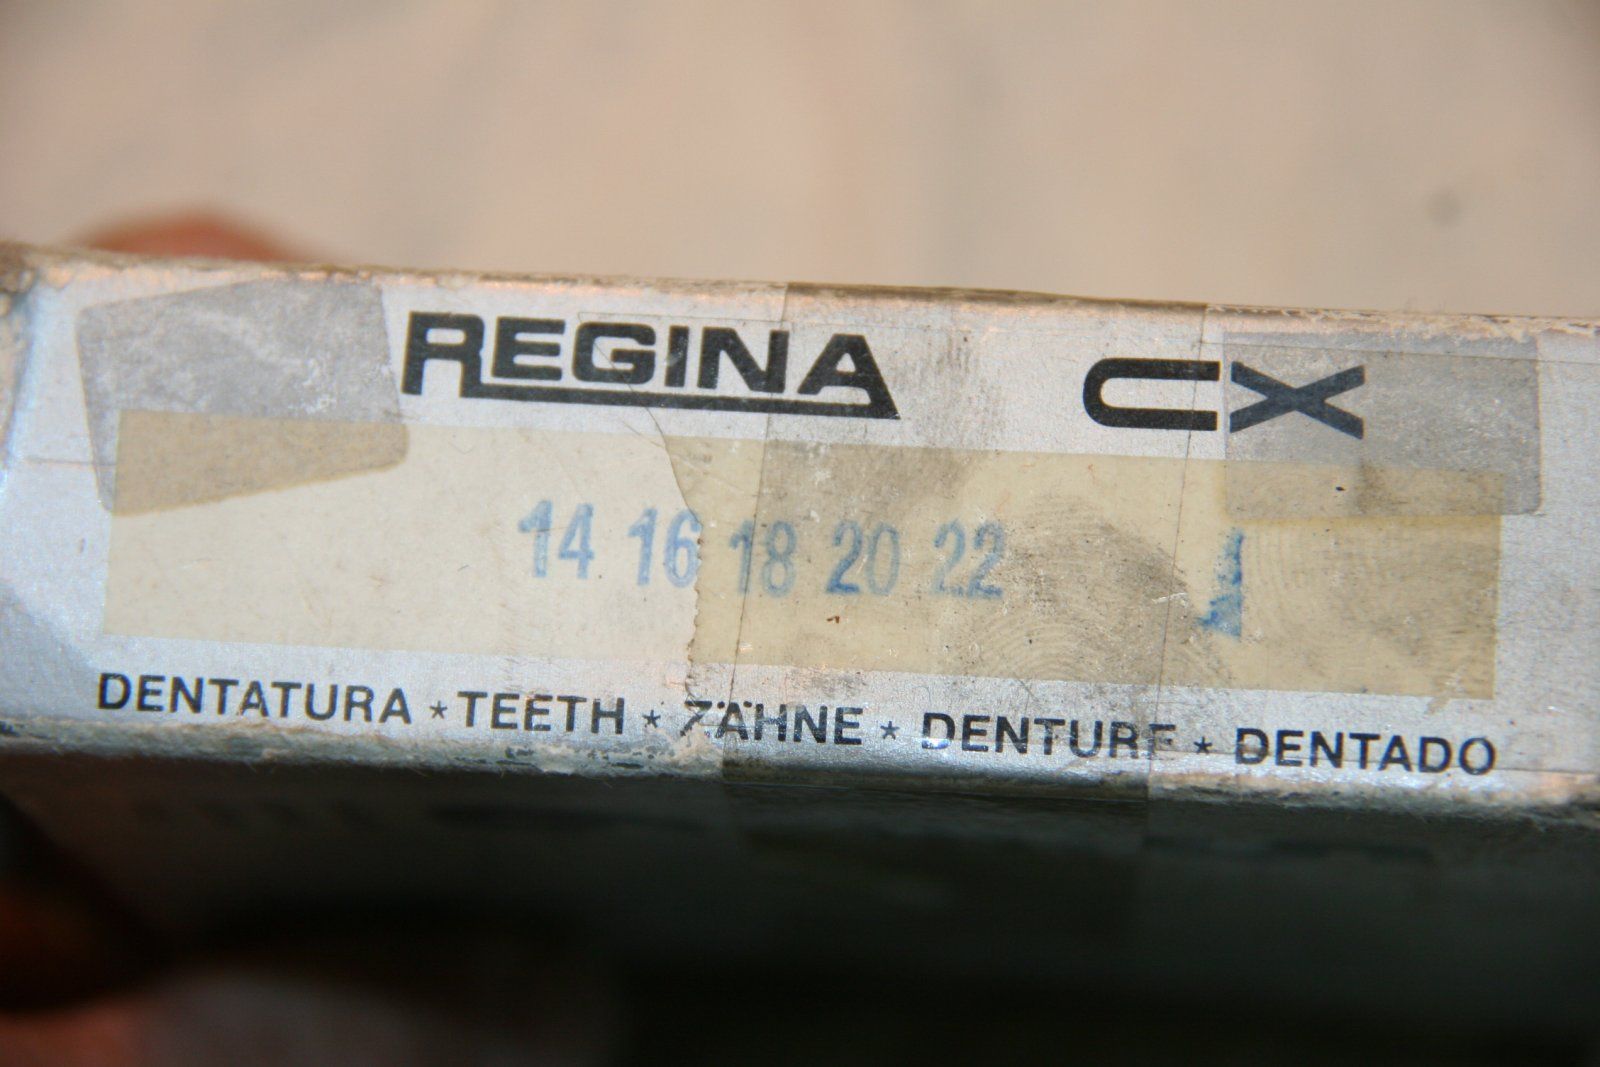 REGINA CX
14 16 18 20 22
DENTATURA * TEETH * ZÄHNE * DENTURE * DENTADO